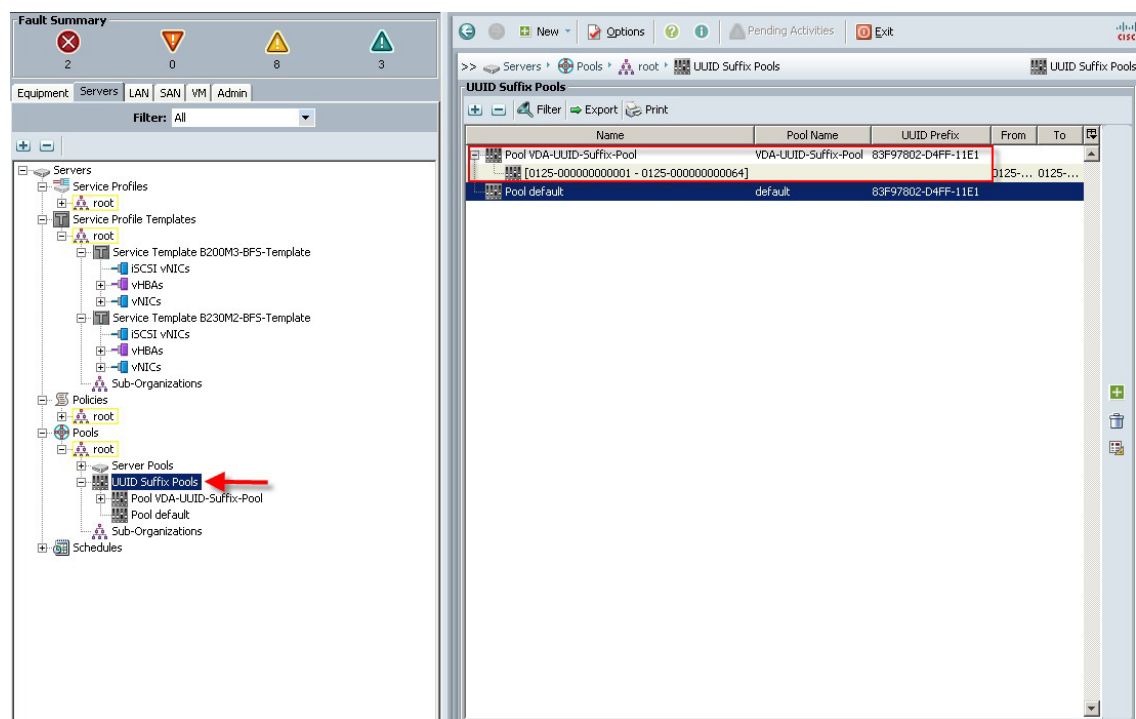 Fault Summary
2 0 8 3
Equipment Servers LAN SAN VM Admin
Filter: All
Servers
Service Profiles
root
Service Profile Templates
root
Service Template B200M3-BFS-Template
iSCSI vNICs
vHBAs
vNICs
Service Template B230M2-BFS-Template
iSCSI vNICs
vHBAs
vNICs
Sub-Organizations
Policies
root
Pools
root
Server Pools
UUID Suffix Pools
Pool VDA-UUID-Suffix-Pool
Pool default
Sub-Organizations
Schedules
New Options Pending Activities Exit
CISC
>> Servers Pools root UUID Suffix Pools UUID Suffix Pools
UUID Suffix Pools
Filter Export Print
Name Pool Name UUID Prefix From To
Pool VDA-UUID-Suffix-Pool VDA-UUID-Suffix-Pool 83F97802-D4FF-11E1
[0125-000000000001 - 0125-000000000064] 0125-... 0125-...
Pool default default 83F97802-D4FF-11E1